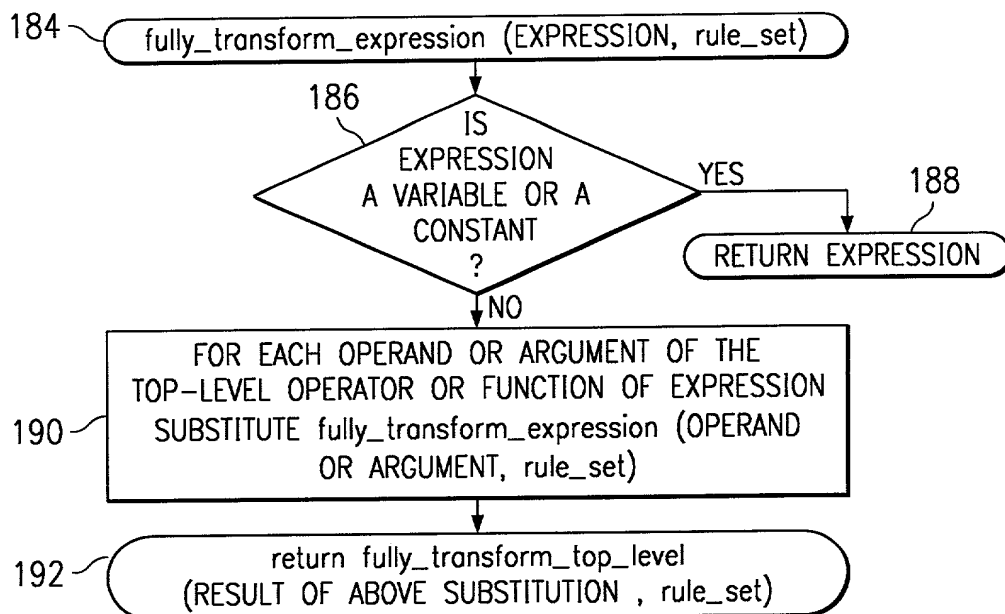 184
fully_transform_expression (EXPRESSION, rule_set)
186
IS
EXPRESSION
A VARIABLE OR A
CONSTANT
?
YES
188
RETURN EXPRESSION
NO
190
FOR EACH OPERAND OR ARGUMENT OF THE
TOP-LEVEL OPERATOR OR FUNCTION OF EXPRESSION
SUBSTITUTE fully_transform_expression (OPERAND
OR ARGUMENT, rule_set)
192
return fully_transform_top_level
(RESULT OF ABOVE SUBSTITUTION , rule_set)